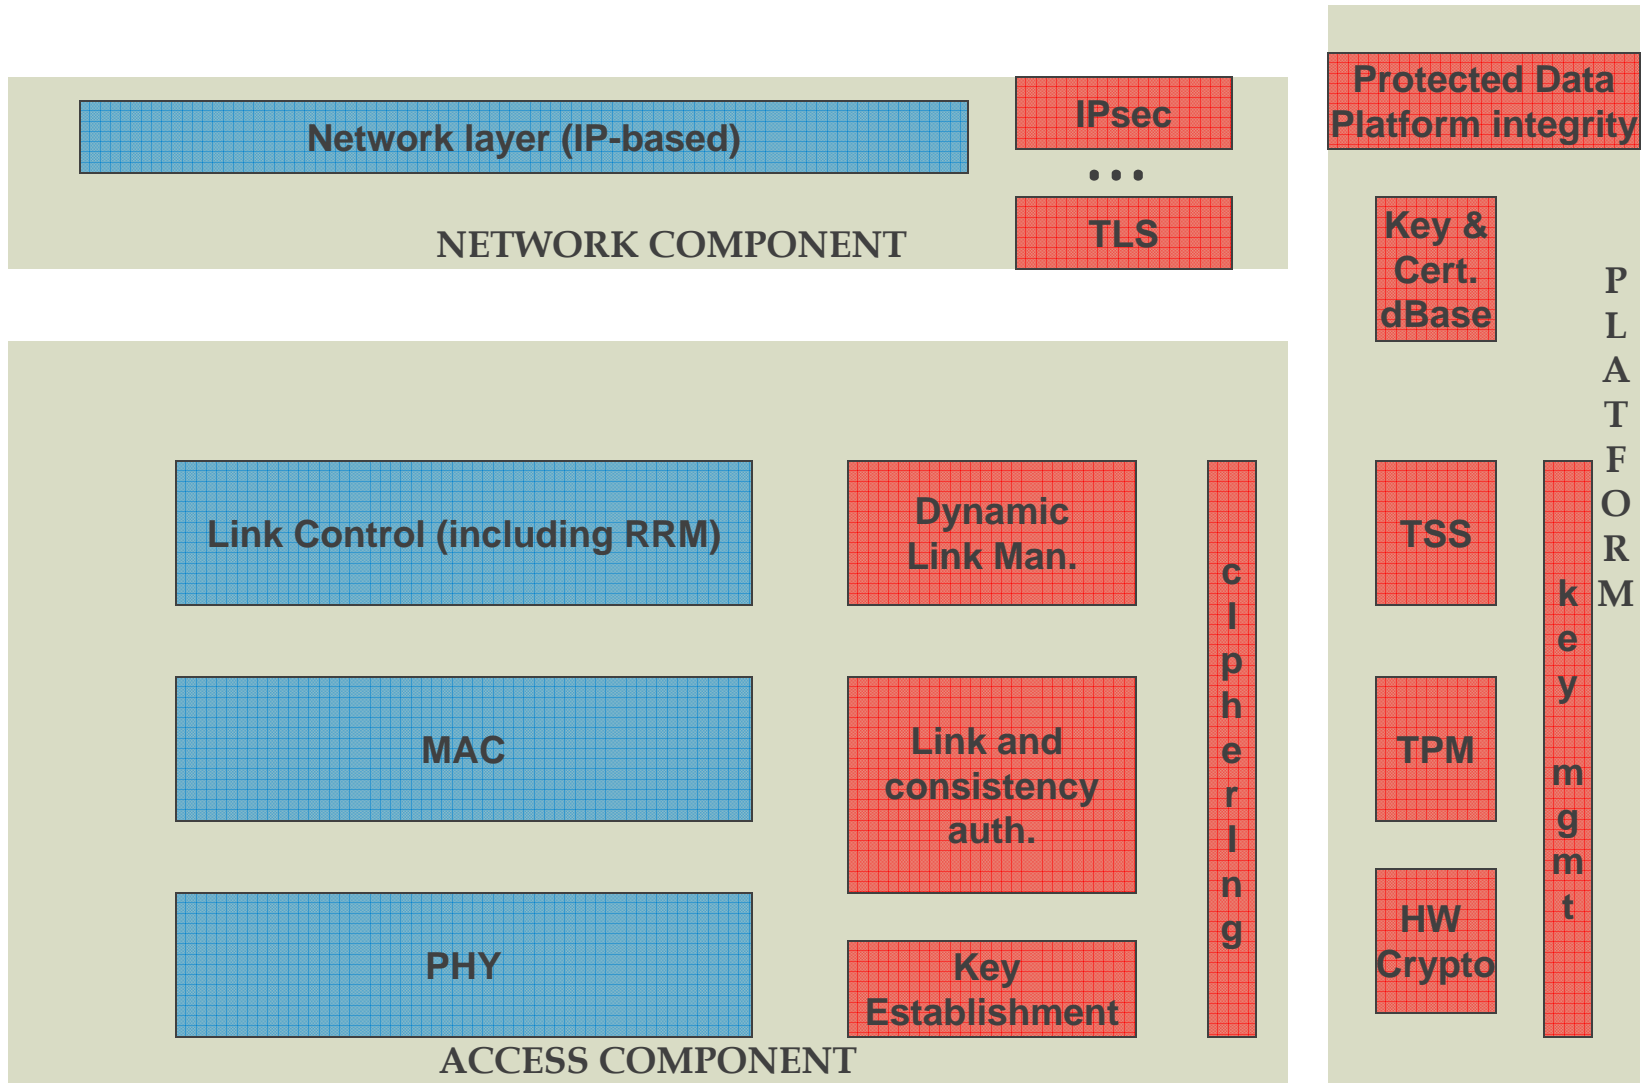 Network layer (IP-based)
IPsec
...
TLS
NETWORK COMPONENT
Link Control (including RRM)
Dynamic
Link Man.
MAC
Link and
consistency
auth.
PHY
Key
Establishment
c
I
p
h
e
r
I
n
g
ACCESS COMPONENT
Protected Data
Platform integrity
Key &
Cert.
dBase
P
L
A
T
F
O
R
M
TSS
TPM
HW
Crypto
k
e
y
m
g
m
t